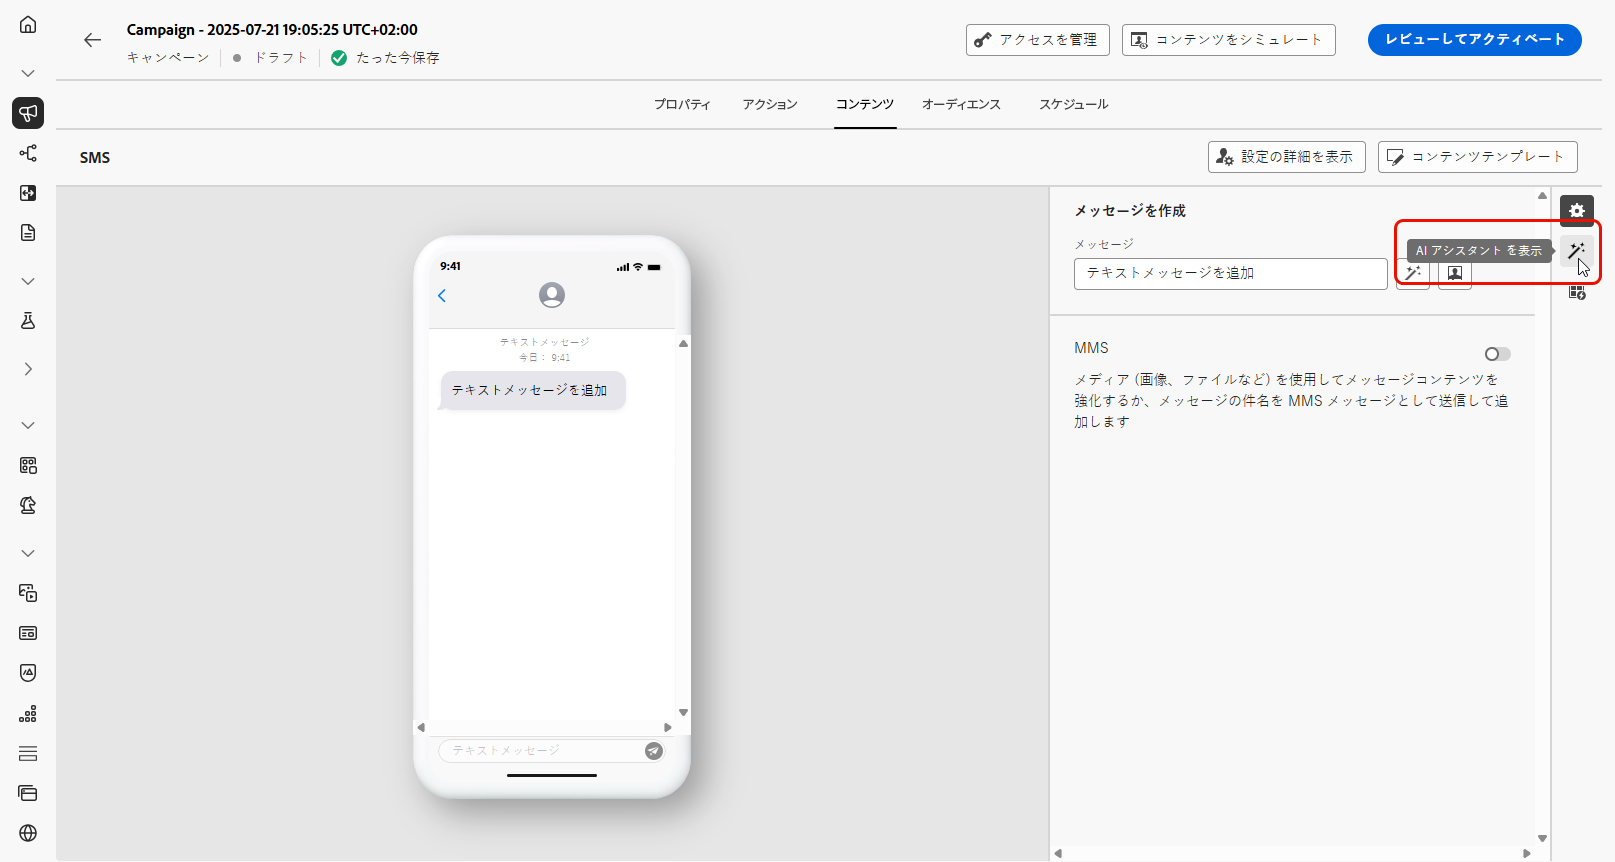 Campaign - 2025-07-21 19:05:25 UTC+02:00
キャンペーン ドラフト たった今保存
アクセスを管理
コンテンツをシミュレート
レビューしてアクティベート
プロパティ アクション コンテンツ オーディエンス スケジュール
SMS
設定の詳細を表示
コンテンツテンプレート
9:41
テキストメッセージ
今日： 9:41
テキストメッセージを追加
テキストメッセージ
メッセージを作成
メッセージ
AI アシスタント を表示
テキストメッセージを追加
MMS
メディア (画像、ファイルなど) を使用してメッセージコンテンツを
強化するか、メッセージの件名を MMS メッセージとして送信して追
加します